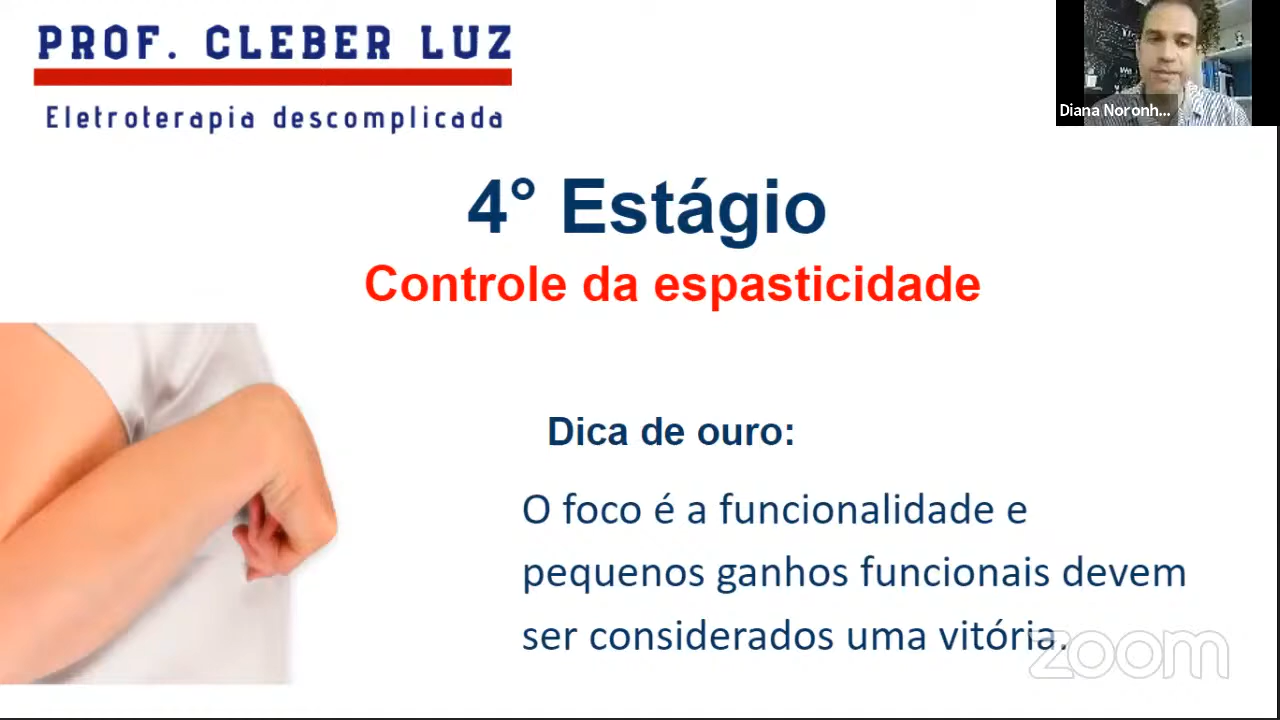 PROF. CLEBER LUZ
Eletroterapia descomplicada
Diana Noronh...
4° Estágio
Controle da espasticidade
Dica de ouro:
O foco é a funcionalidade e
pequenos ganhos funcionais devem
ser considerados uma vitória.
zoom